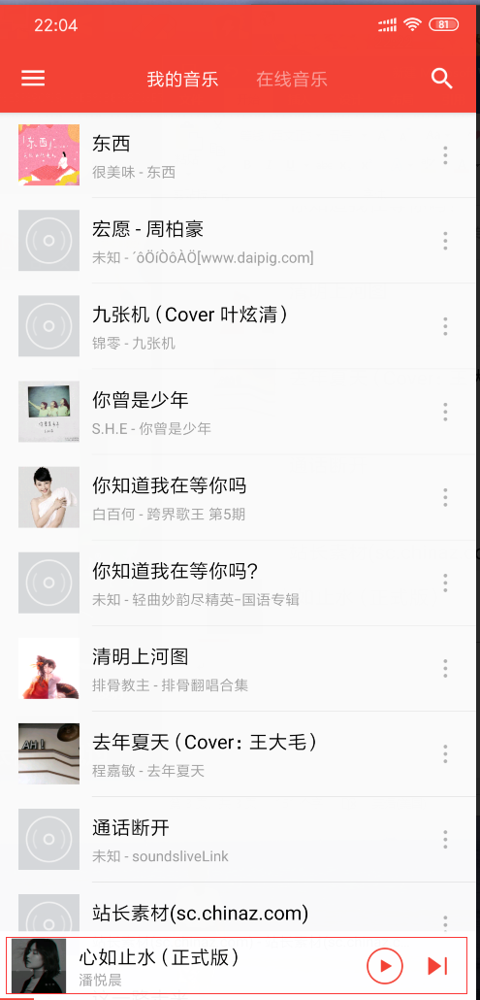 22:04
81
我的音乐
在线音乐
东西
很美味 - 东西
宏愿 - 周柏豪
未知 - ´ôÖíÒôÀÖ[www.daipig.com]
九张机（Cover 叶炫清）
锦零 - 九张机
你曾是少年
S.H.E - 你曾是少年
你知道我在等你吗
白百何 - 跨界歌王 第5期
你知道我在等你吗？
未知 - 轻曲妙韵尽精英-国语专辑
清明上河图
排骨教主 - 排骨翻唱合集
AH!
去年夏天（Cover：王大毛）
程嘉敏 - 去年夏天
通话断开
未知 - soundsliveLink
站长素材(sc.chinaz.com)
心如止水（正式版）
潘悦晨